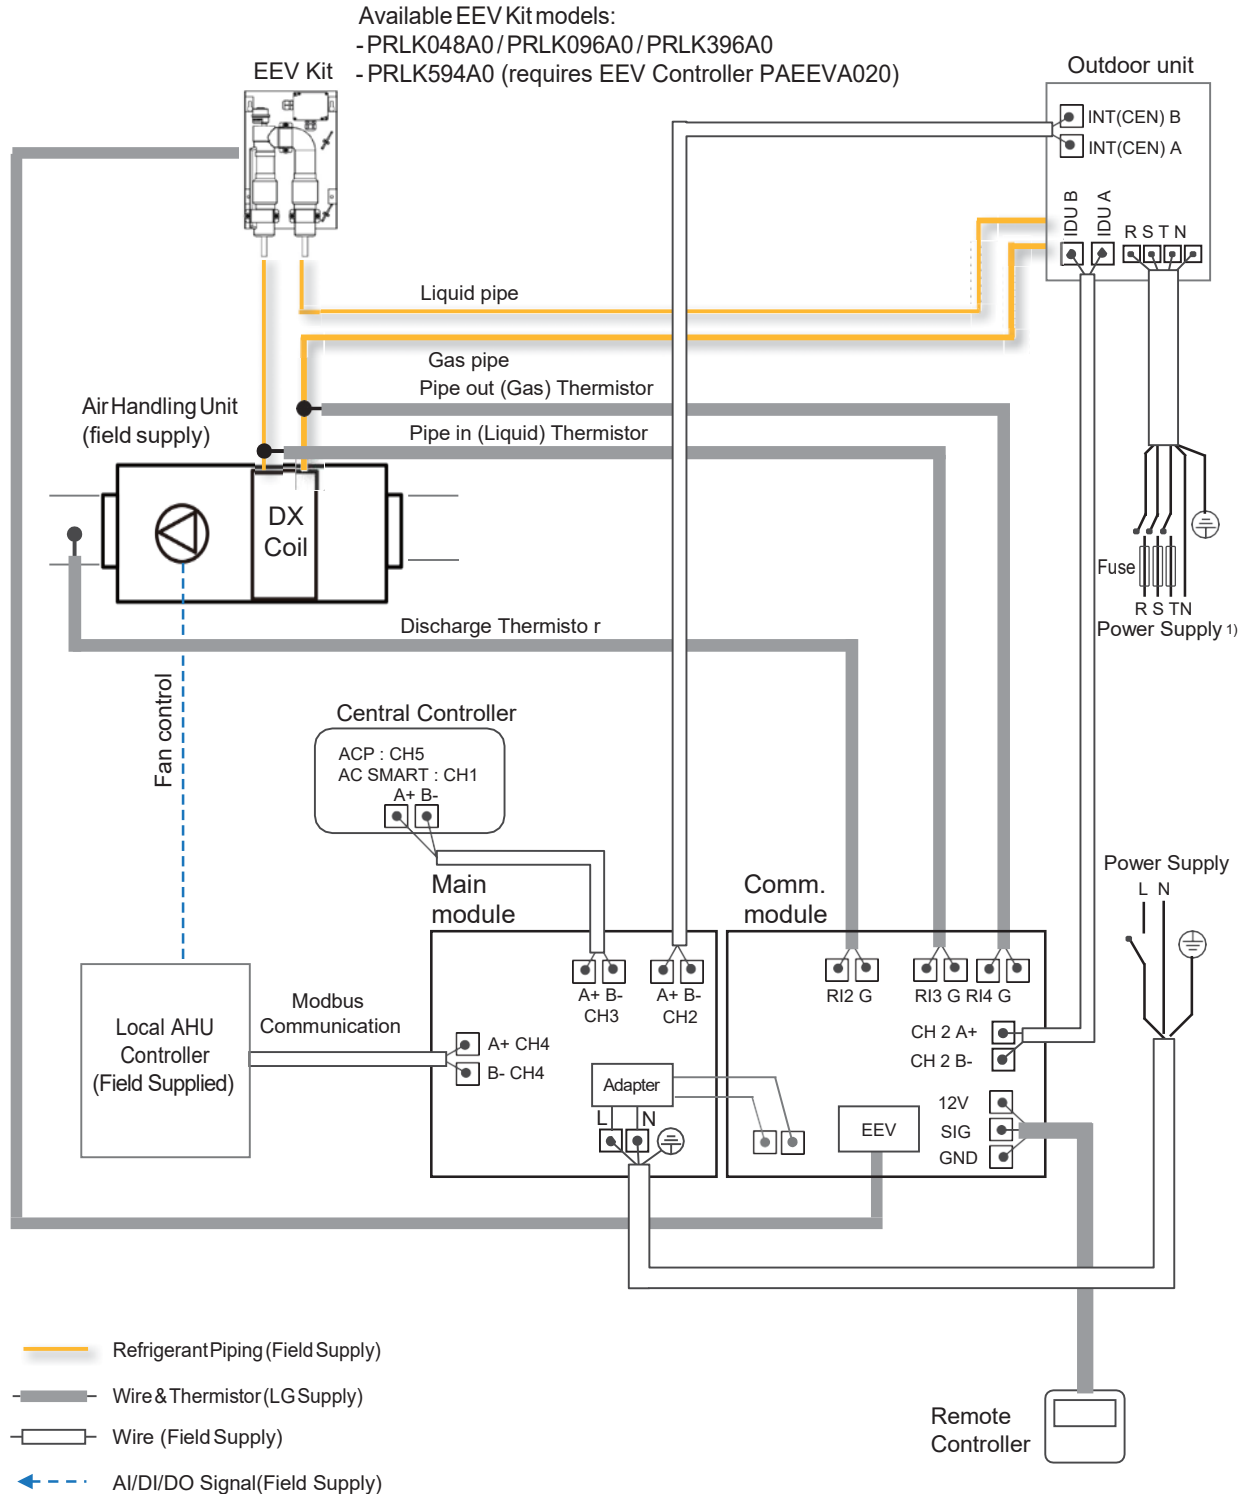 Available EEV Kit models:
- PRLK048A0 / PRLK096A0 / PRLK396A0
- PRLK594A0 (requires EEV Controller PAEEVA020)
EEV Kit
Outdoor unit
INT(CEN) B
INT(CEN) A
IDU B
IDU A
R S T N
Liquid pipe
Gas pipe
Pipe out (Gas) Thermistor
Pipe in (Liquid) Thermistor
Air Handling Unit
(field supply)
DX
Coil
Fuse
R S T N
Power Supply 1)
Discharge Thermisto r
Fan control
Central Controller
ACP : CH5
AC SMART : CH1
A+ B-
Main
module
Comm.
module
Power Supply
L N
A+ B-
CH3
A+ B-
CH2
RI2 G
RI3 G
RI4 G
Modbus
Communication
Local AHU
Controller
(Field Supplied)
A+ CH4
B- CH4
CH 2 A+
CH 2 B-
Adapter
L
N
EEV
12V
SIG
GND
Refrigerant Piping (Field Supply)
Wire & Thermistor (LG Supply)
Wire (Field Supply)
AI/DI/DO Signal(Field Supply)
Remote
Controller